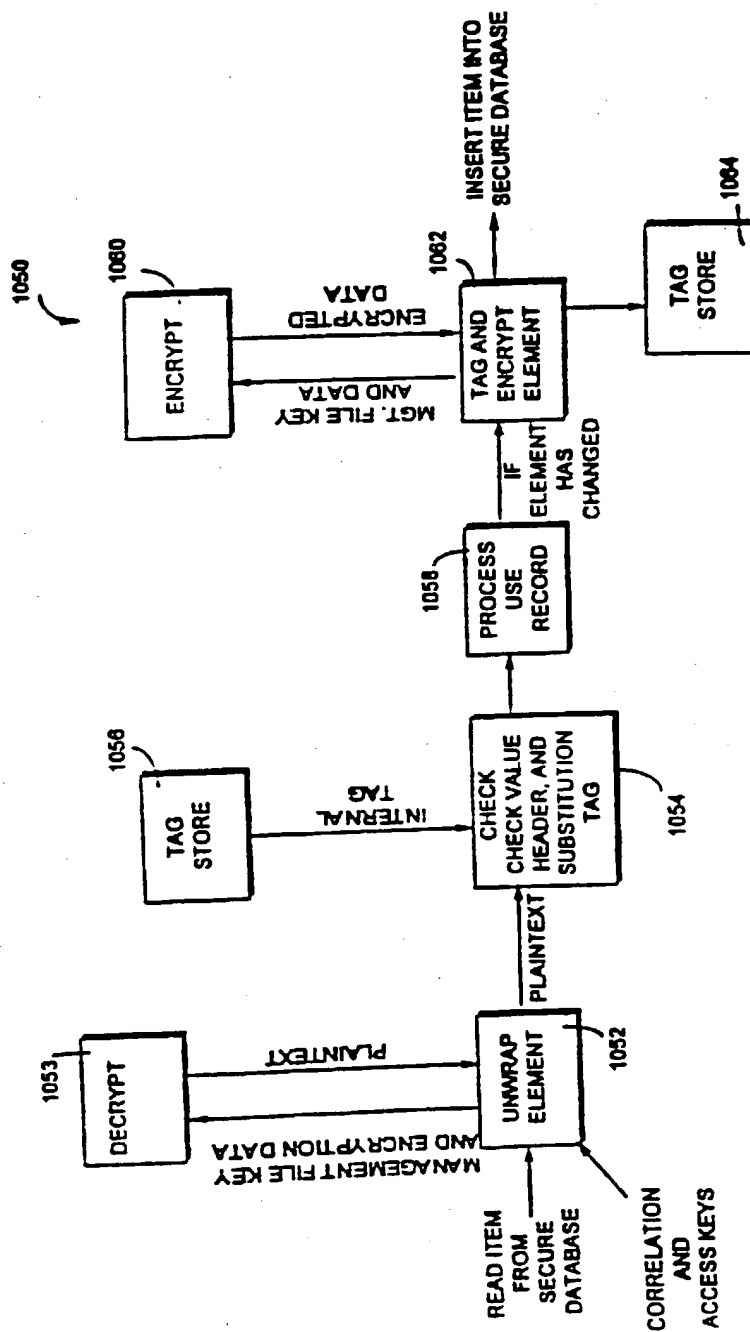 1050
1053
DECRYPT
MANAGEMENT FILE KEY
AND ENCRYPTION DATA
PLAINTEXT
READ ITEM
FROM
SECURE
DATABASE
CORRELATION
AND
ACCESS KEYS
UNWRAP
ELEMENT
1052
PLAINTEXT
1056
TAG
STORE
INTERNAL
TAG
CHECK
CHECK VALUE
HEADER, AND
SUBSTITUTION
TAG
1054
1058
PROCESS
USE
RECORD
IF
ELEMENT
HAS
CHANGED
1060
ENCRYPT
MGT. FILE KEY
AND DATA
ENCRYPTED
DATA
1062
TAG AND
ENCRYPT
ELEMENT
INSERT ITEM INTO
SECURE DATABASE
TAG
STORE
1064